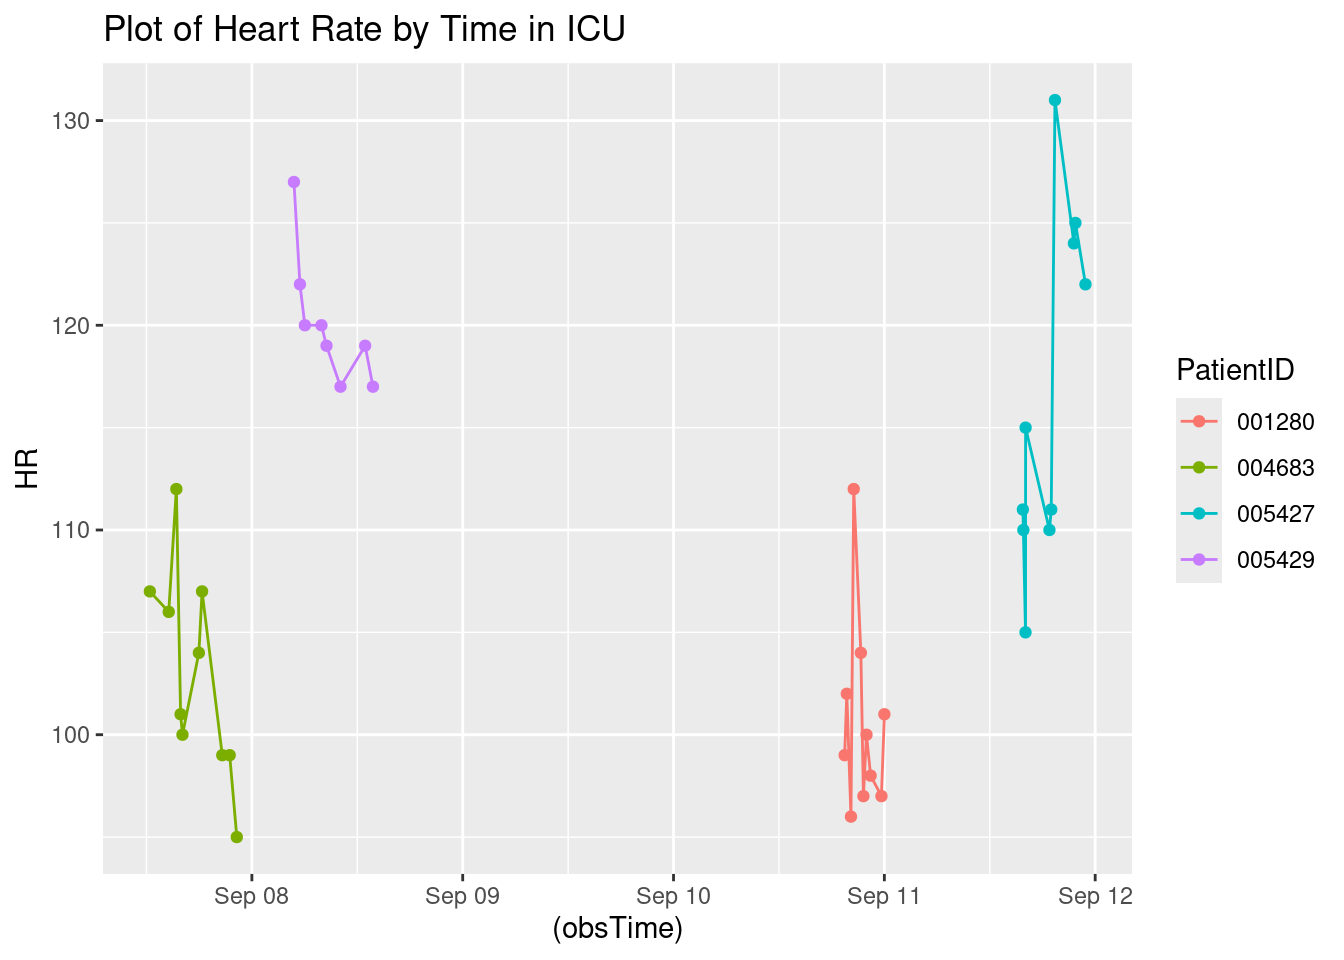 Plot of Heart Rate by Time in ICU
130
120
110
100
HR
Sep 08
Sep 09
Sep 10
Sep 11
Sep 12
(obsTime)
PatientID
001280
004683
005427
005429